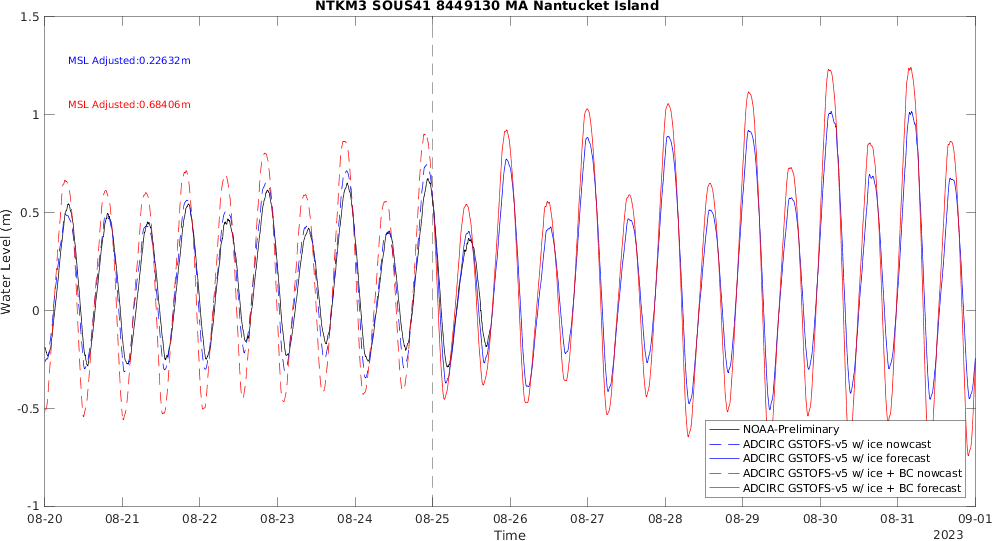 NTKM3 SOUS41 8449130 MA Nantucket Island
1.5
MSL Adjusted:0.22632m
MSL Adjusted:0.68406m
1
0.5
0
-0.5
-1
Water Level (m)
NOAA-Preliminary
ADCIRC GSTOFS-v5 w/ ice nowcast
ADCIRC GSTOFS-v5 w/ ice forecast
ADCIRC GSTOFS-v5 w/ ice + BC nowcast
ADCIRC GSTOFS-v5 w/ ice + BC forecast
08-20 08-21 08-22 08-23 08-24 08-25 08-26 08-27 08-28 08-29 08-30 08-31 09-01
Time
2023